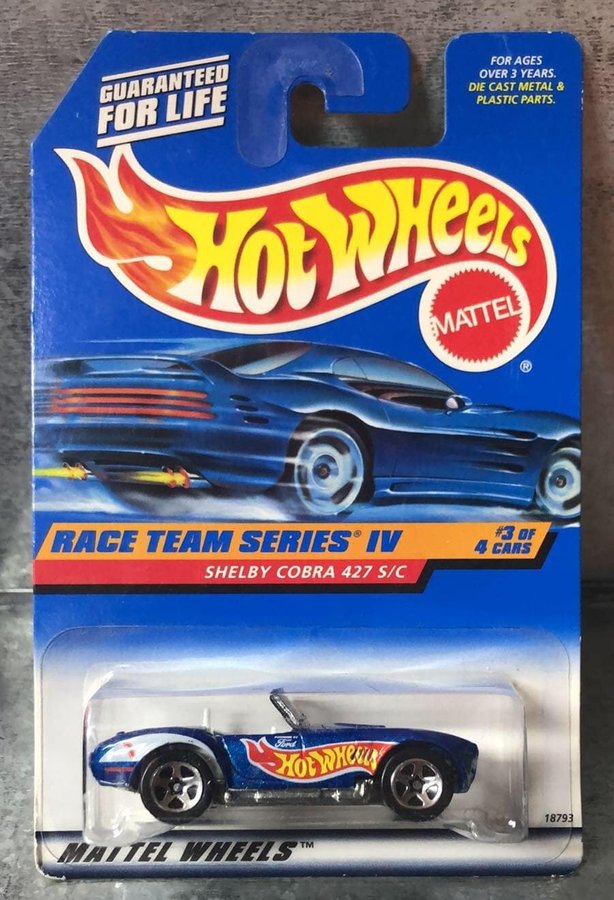 GUARANTEED
FOR LIFE
FOR AGES
OVER 3 YEARS.
DIE CAST METAL &
PLASTIC PARTS.
HOT WHEELS
MATTEL
®
RACE TEAM SERIES® IV
#3 OF
4 CARS
SHELBY COBRA 427 S/C
Ford
HOT WHEELS
18793
MATTEL WHEELS™